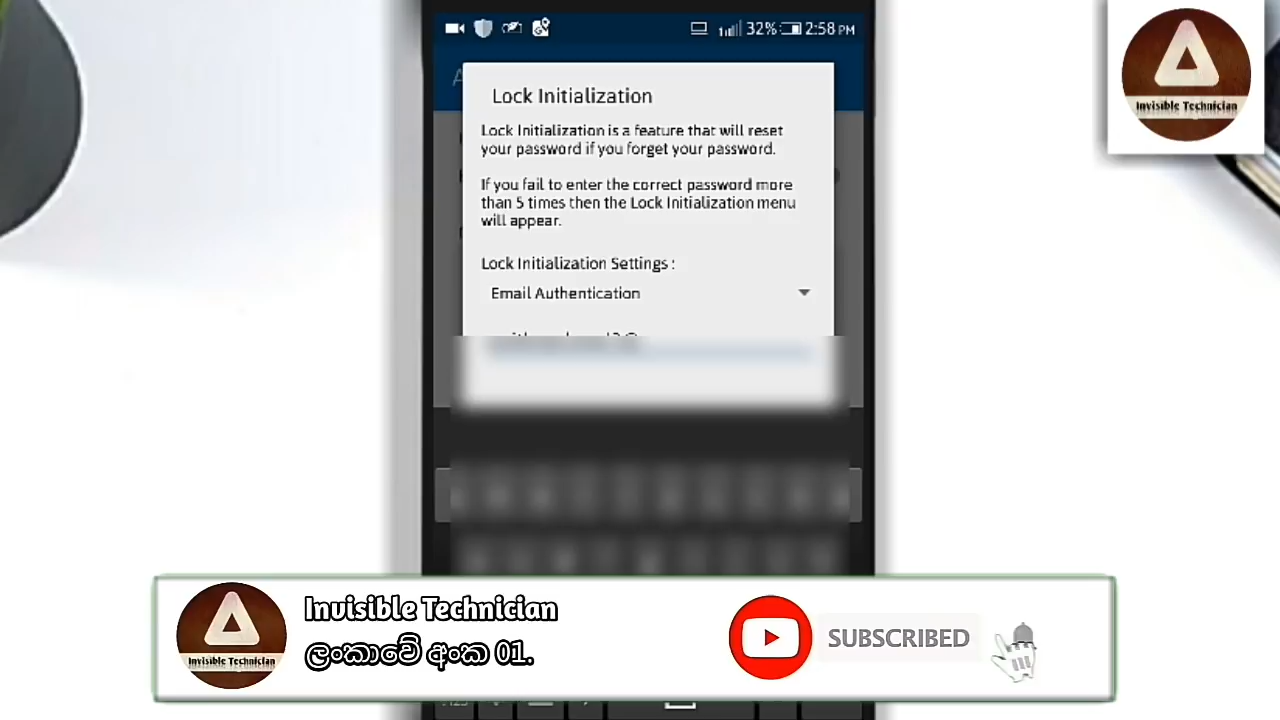 32% 2:58 PM
Lock Initialization
Lock Initialization is a feature that will reset
your password if you forget your password.
If you fail to enter the correct password more
than 5 times then the Lock Initialization menu
will appear.
Lock Initialization Settings :
Email Authentication
Invisible Technician
Invisible Technician
ලංකාවේ අංක 01.
Invisible Technician
SUBSCRIBED